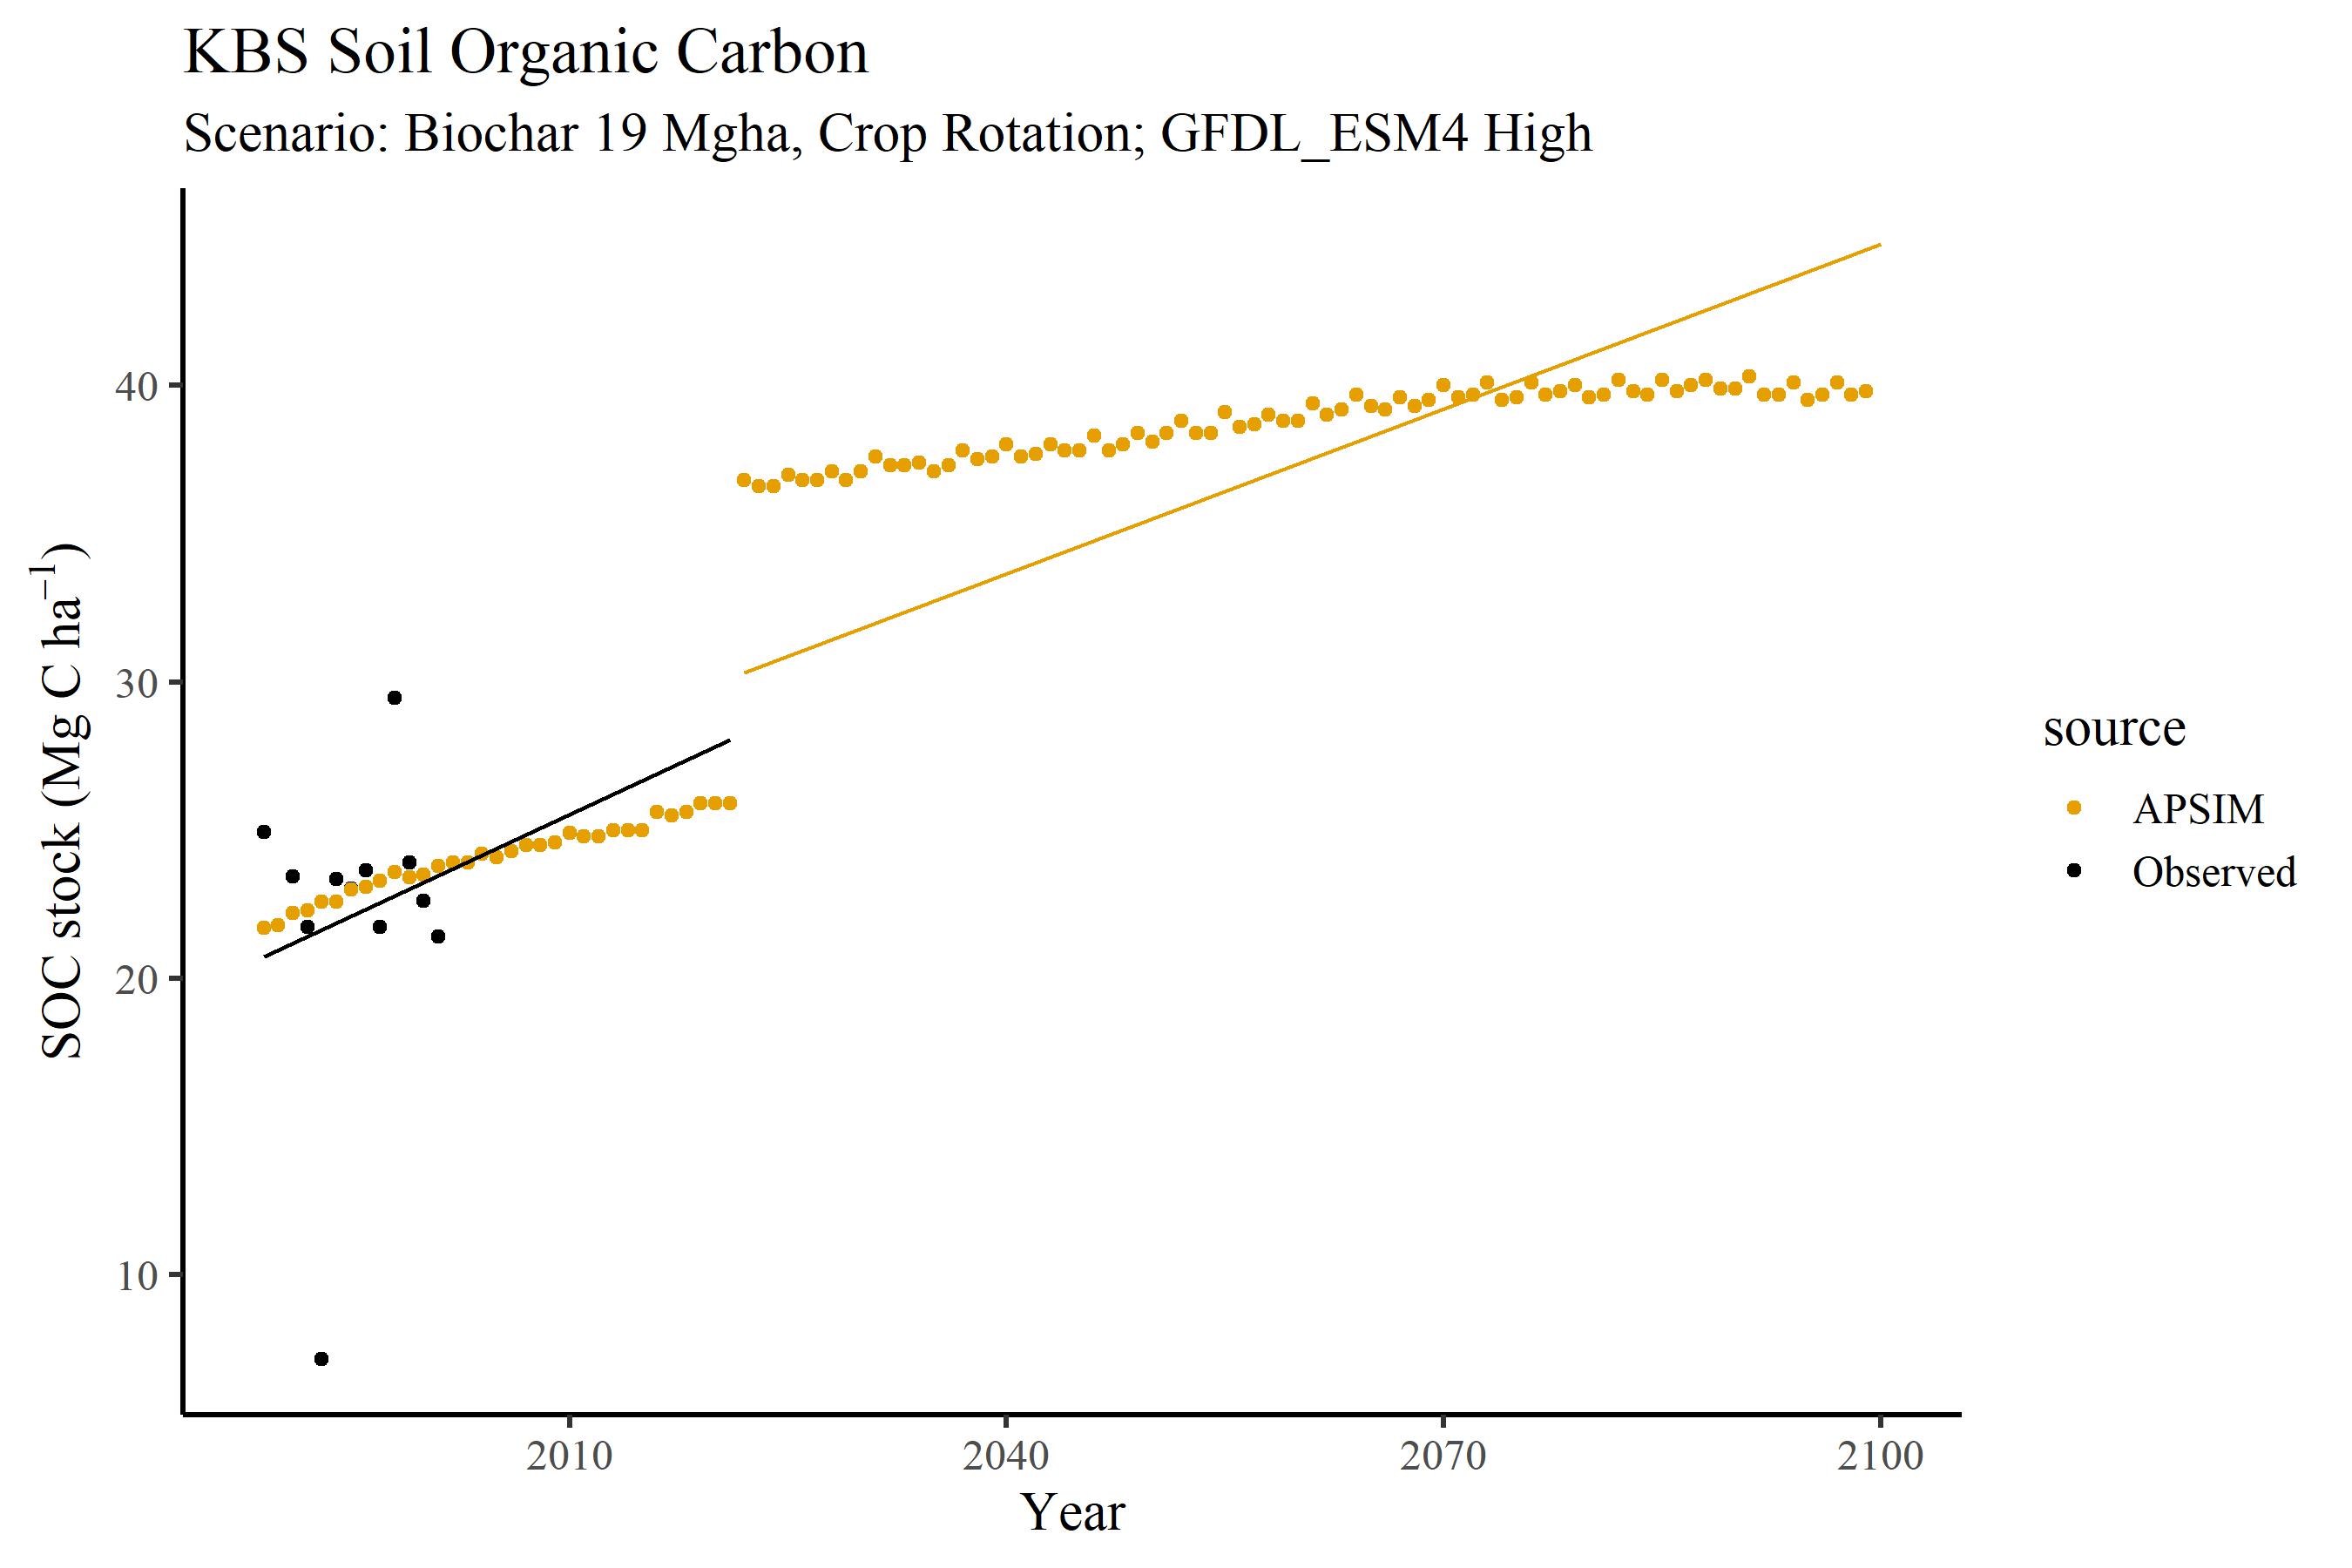 KBS Soil Organic Carbon
Scenario: Biochar 19 Mgha, Crop Rotation; GFDL_ESM4 High
SOC stock (Mg C ha⁻¹)
40
30
20
10
2010 2040 2070 2100
Year
source
APSIM
Observed